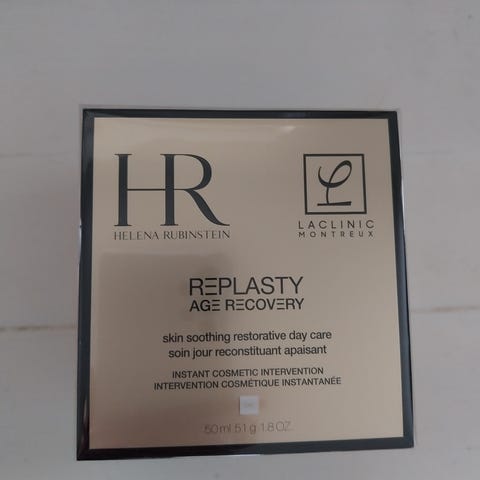 HR
HELENA RUBINSTEIN
LACLINIC
MONTREUX
REPLASTY
AGE RECOVERY
skin soothing restorative day care
soin jour reconstituant apaisant
INSTANT COSMETIC INTERVENTION
INTERVENTION COSMÉTIQUE INSTANTANÉE
50 ml 51 g 1.8 OZ.